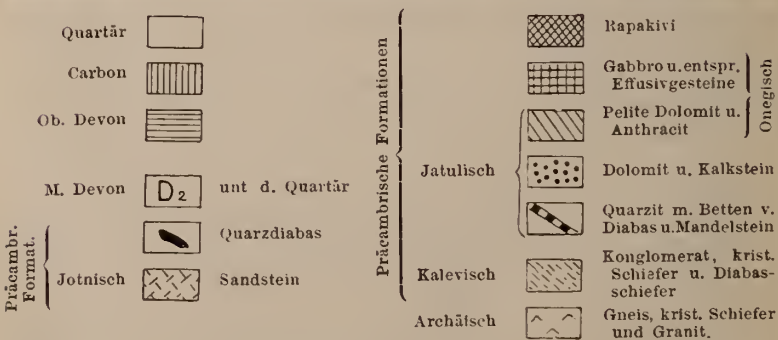 Quartär
Carbon
Ob. Devon
M. Devon D₂ unt d. Quartär
Präcambr. Format.
Quarzdiabas
Jotnisch Sandstein
Präcambrische Formationen
Rapakivi
Gabbro u. entspr.
Effusivgesteine
Onegisch
Pelite Dolomit u.
Anthracit
Jatulisch
Dolomit u. Kalkstein
Quarzit m. Betten v.
Diabas u. Mandelstein
Kalevisch
Konglomerat, krist.
Schiefer u. Diabas-
schiefer
Archäisch
Gneis, krist. Schiefer
und Granit.